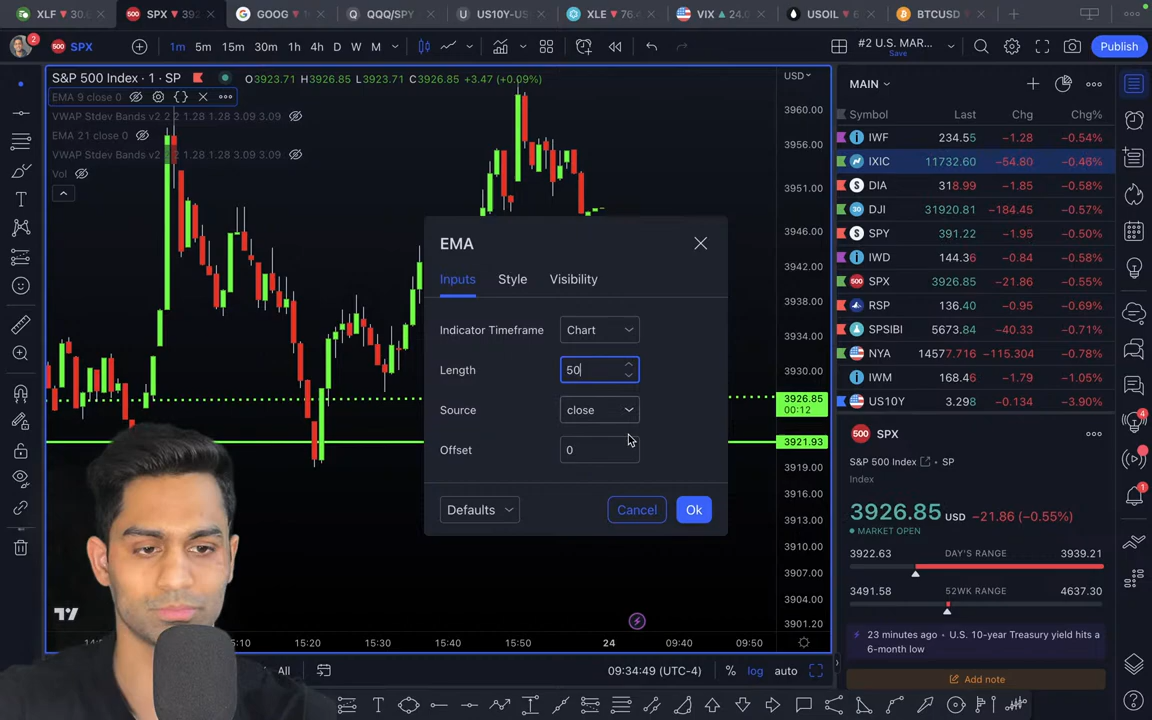 XLF ▼ 30.
SPX ▼ 392
GOOG ▼
QQQ/SPY
US10Y-US
XLE ▼ 76.
VIX ▲ 24.
USOIL ▼
BTCUSD
2
500 SPX
1m 5m 15m 30m 1h 4h D W M
#2 U.S. MAR...
Save
Publish
S&P 500 Index · 1 · SP
O3923.71 H3926.85 L3923.71 C3926.85 +3.47 (+0.09%)
USD
EMA 9 close 0
VWAP Stdev Bands v2 2 2 1.28 1.28 3.09 3.09
EMA 21 close 0
VWAP Stdev Bands v2 2 2 1.28 1.28 3.09 3.09
Vol
3960.00
3956.00
3951.00
3946.00
3942.00
3938.00
3934.00
3930.00
3926.85
00:12
3921.93
3919.00
3916.00
3913.00
3910.00
3907.00
3904.00
3901.20
EMA
Inputs Style Visibility
Indicator Timeframe Chart
Length 50
Source close
Offset 0
Defaults Cancel Ok
15:20 15:30 15:40 15:50 24 09:40 09:50
All
09:34:49 (UTC-4) % log auto
MAIN
Symbol Last Chg Chg%
IWF 234.55 −1.28 −0.54%
IXIC 11732.60 −54.80 −0.46%
DIA 318.99 −1.85 −0.58%
DJI 31920.81 −184.45 −0.57%
SPY 391.22 −1.95 −0.50%
IWD 144.36 −0.84 −0.58%
SPX 3926.85 −21.86 −0.55%
RSP 136.40 −0.95 −0.69%
SPSIBI 5673.84 −40.33 −0.71%
NYA 14577.716 −115.304 −0.78%
IWM 168.46 −1.79 −1.05%
US10Y 3.298 −0.134 −3.90%
500 SPX
S&P 500 Index · SP
Index
3926.85 USD −21.86 (−0.55%)
MARKET OPEN
3922.63 DAY'S RANGE 3939.21
3491.58 52WK RANGE 4637.30
23 minutes ago · U.S. 10-year Treasury yield hits a
6-month low
Add note
4
1